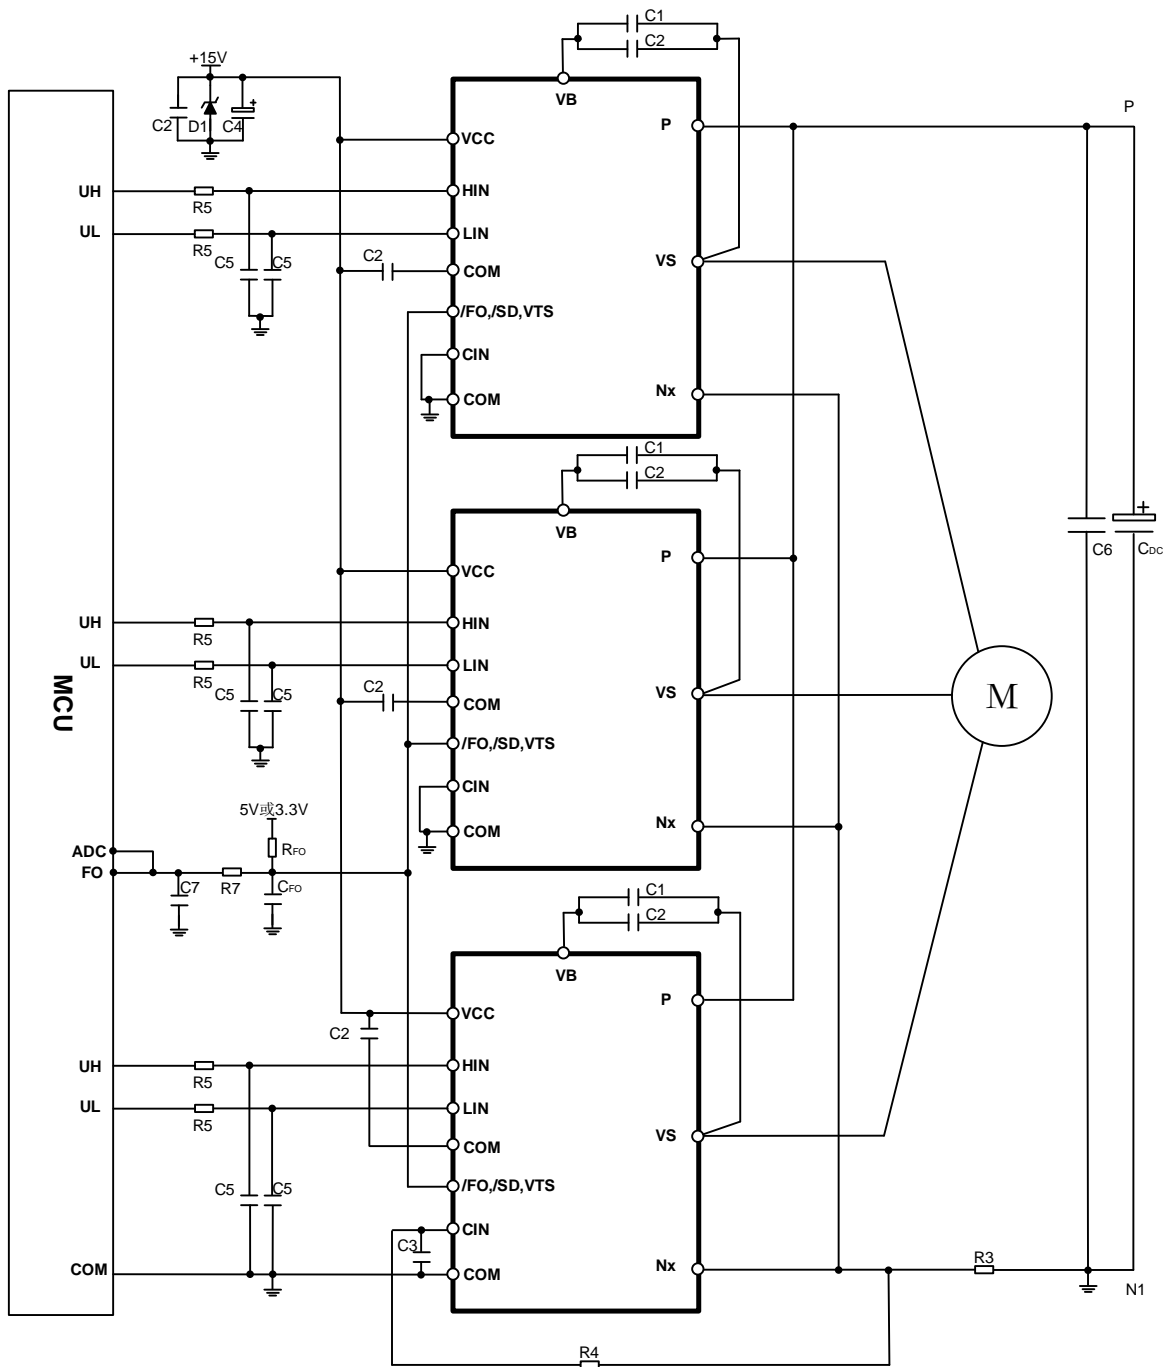 C1
C2
+15V
VB
P
P
C2
D1
+
C4
VCC
UH
R5
HIN
UL
R5
LIN
C5
C5
C2
COM
VS
/FO,/SD,VTS
CIN
COM
Nx
C1
C2
VB
P
+
C6
CDC
VCC
UH
R5
HIN
UL
R5
LIN
C5
C5
C2
COM
VS
M
MCU
/FO,/SD,VTS
CIN
5V或3.3V
COM
Nx
ADC
RFO
FO
C7
R7
CFO
C1
C2
VB
P
VCC
C2
UH
R5
HIN
UL
R5
LIN
COM
VS
C5
C5
/FO,/SD,VTS
CIN
C3
COM
COM
Nx
R3
N1
R4